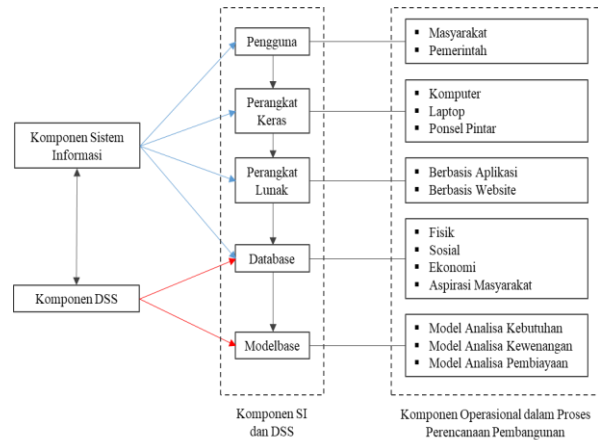 Komponen Sistem
Informasi
Komponen DSS
Pengguna
Perangkat
Keras
Perangkat
Lunak
Database
Modelbase
Komponen SI
dan DSS
▪ Masyarakat
▪ Pemerintah
▪ Komputer
▪ Laptop
▪ Ponsel Pintar
▪ Berbasis Aplikasi
▪ Berbasis Website
▪ Fisik
▪ Sosial
▪ Ekonomi
▪ Aspirasi Masyarakat
▪ Model Analisa Kebutuhan
▪ Model Analisa Kewenangan
▪ Model Analisa Pembiayaan
Komponen Operasional dalam Proses
Perencanaan Pembangunan